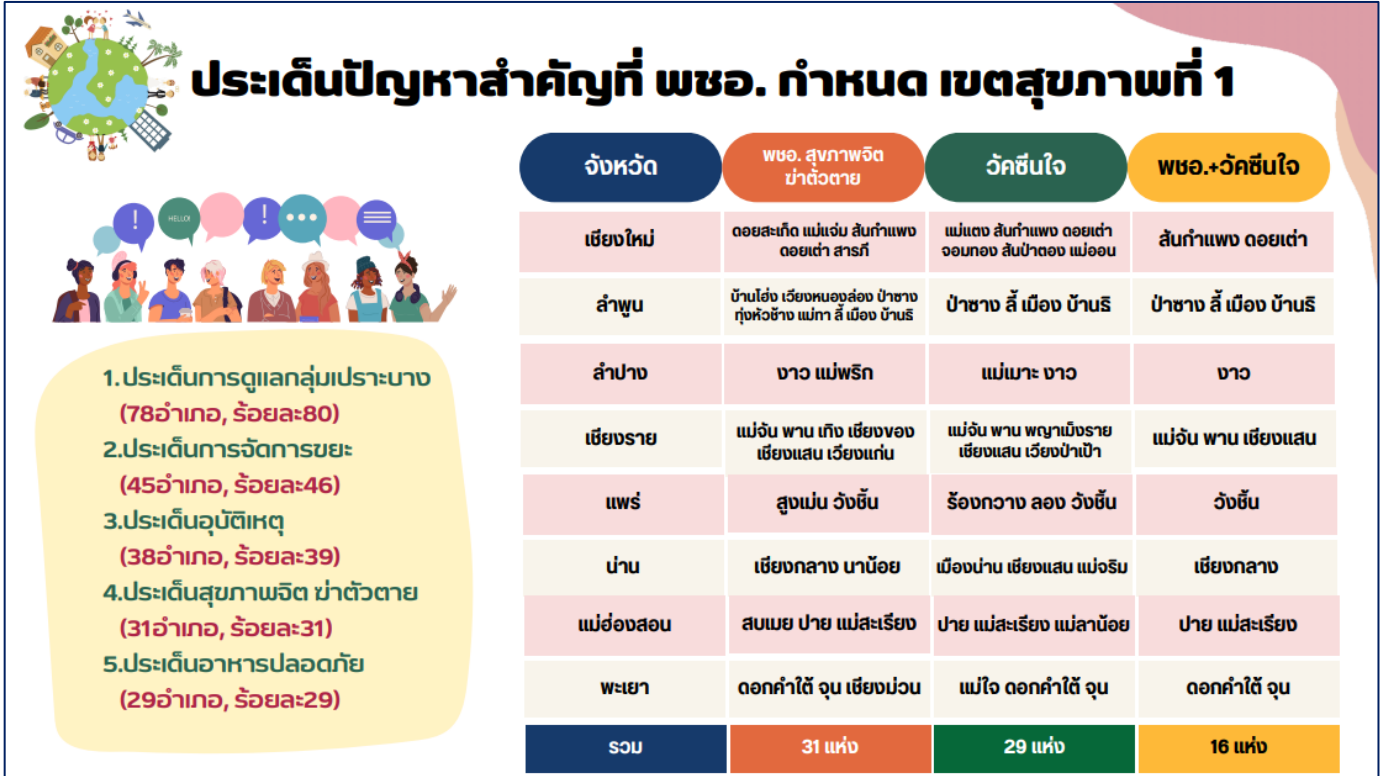 ประเด็นปัญหาสำคัญที่ พชอ. กำหนด เขตสุขภาพที่ 1
HELLO!
1.ประเด็นการดูแลกลุ่มเปราะบาง
(78อำเภอ, ร้อยละ80)
2.ประเด็นการจัดการขยะ
(45อำเภอ, ร้อยละ46)
3.ประเด็นอุบัติเหตุ
(38อำเภอ, ร้อยละ39)
4.ประเด็นสุขภาพจิต ฆ่าตัวตาย
(31อำเภอ, ร้อยละ31)
5.ประเด็นอาหารปลอดภัย
(29อำเภอ, ร้อยละ29)
จังหวัด
พชอ. สุขภาพจิต
ฆ่าตัวตาย
วัคซีนใจ
พชอ.+วัคซีนใจ
เชียงใหม่
ดอยสะเก็ด แม่แจ่ม สันกำแพง
ดอยเต่า สารภี
แม่แตง สันกำแพง ดอยเต่า
จอมทอง สันป่าตอง แม่ออน
สันกำแพง ดอยเต่า
ลำพูน
บ้านโฮ่ง เวียงหนองล่อง ป่าซาง
ทุ่งหัวช้าง แม่ทา ลี้ เมือง บ้านธิ
ป่าซาง ลี้ เมือง บ้านธิ
ป่าซาง ลี้ เมือง บ้านธิ
ลำปาง
งาว แม่พริก
แม่เมาะ งาว
งาว
เชียงราย
แม่จัน พาน เทิง เชียงของ
เชียงแสน เวียงแก่น
แม่จัน พาน พญาเม็งราย
เชียงแสน เวียงป่าเป้า
แม่จัน พาน เชียงแสน
แพร่
สูงเม่น วังชิ้น
ร้องกวาง ลอง วังชิ้น
วังชิ้น
น่าน
เชียงกลาง นาน้อย
เมืองน่าน เชียงแสน แม่จริม
เชียงกลาง
แม่ฮ่องสอน
สบเมย ปาย แม่สะเรียง
ปาย แม่สะเรียง แม่ลาน้อย
ปาย แม่สะเรียง
พะเยา
ดอกคำใต้ จุน เชียงม่วน
แม่ใจ ดอกคำใต้ จุน
ดอกคำใต้ จุน
รวม
31 แห่ง
29 แห่ง
16 แห่ง